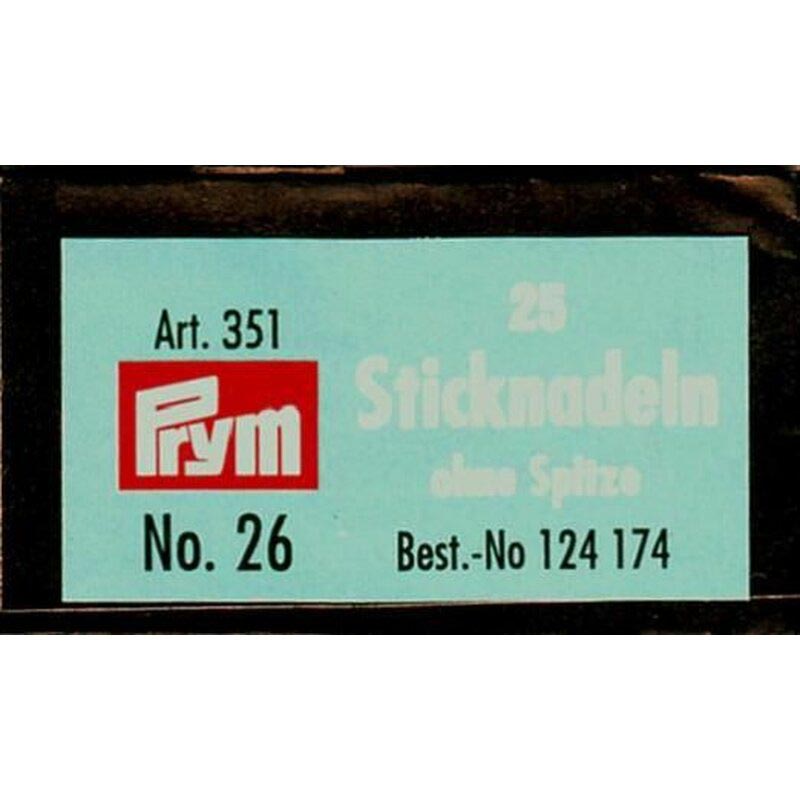 Art. 351
Prym
No. 26
25
Sticknadeln
ohne Spitze
Best.-No 124 174